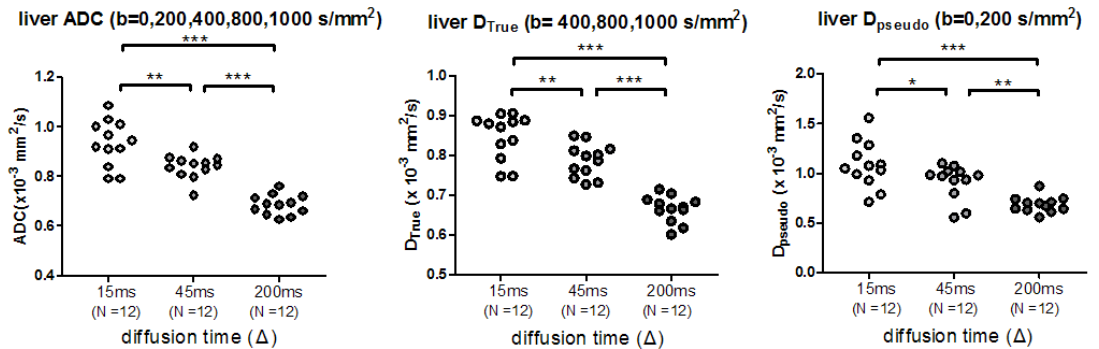 liver ADC (b=0,200,400,800,1000 s/mm²)
***
**
***
1.2
1.0
0.8
0.6
0.4
ADC(x10⁻³ mm²/s)
15ms
45ms
200ms
(N =12)
(N =12)
(N =12)
diffusion time (Δ)
liver DTrue (b= 400,800,1000 s/mm²)
***
**
***
1.0
0.9
0.8
0.7
0.6
0.5
DTrue (x 10⁻³ mm²/s)
15ms
45ms
200ms
(N =12)
(N =12)
(N =12)
diffusion time (Δ)
liver Dpseudo (b=0,200 s/mm²)
***
*
**
2.0
1.5
1.0
0.5
0.0
Dpseudo (x 10⁻³ mm²/s)
15ms
45ms
200ms
(N =12)
(N =12)
(N =12)
diffusion time (Δ)